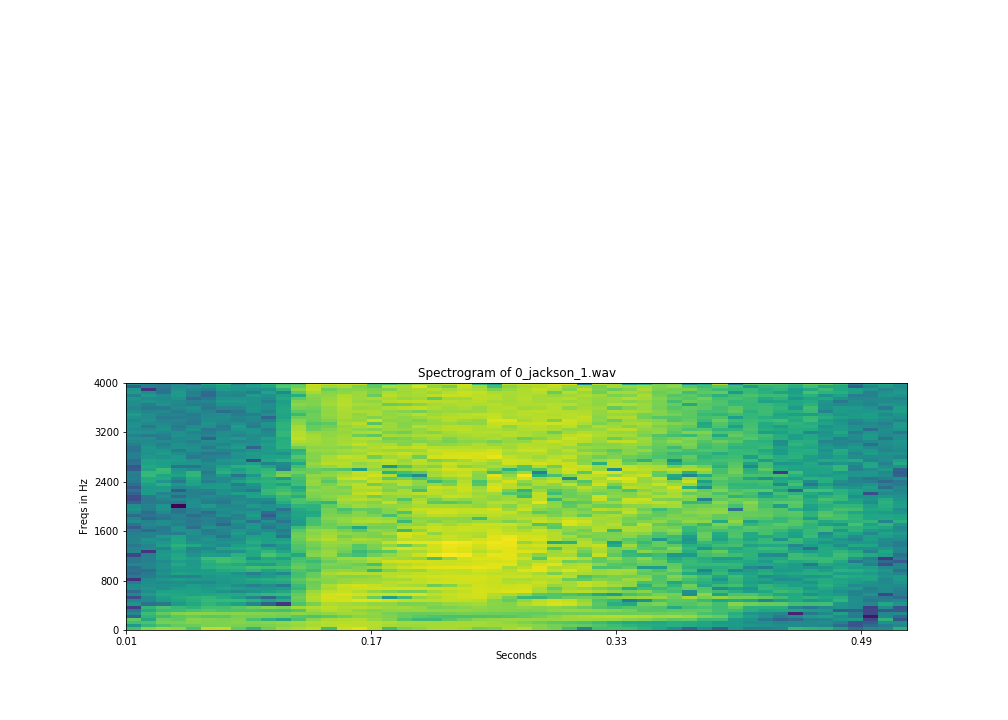 Spectrogram of 0_jackson_1.wav
4000
3200
2400
1600
800
0
Freqs in Hz
0.01 0.17 0.33 0.49
Seconds